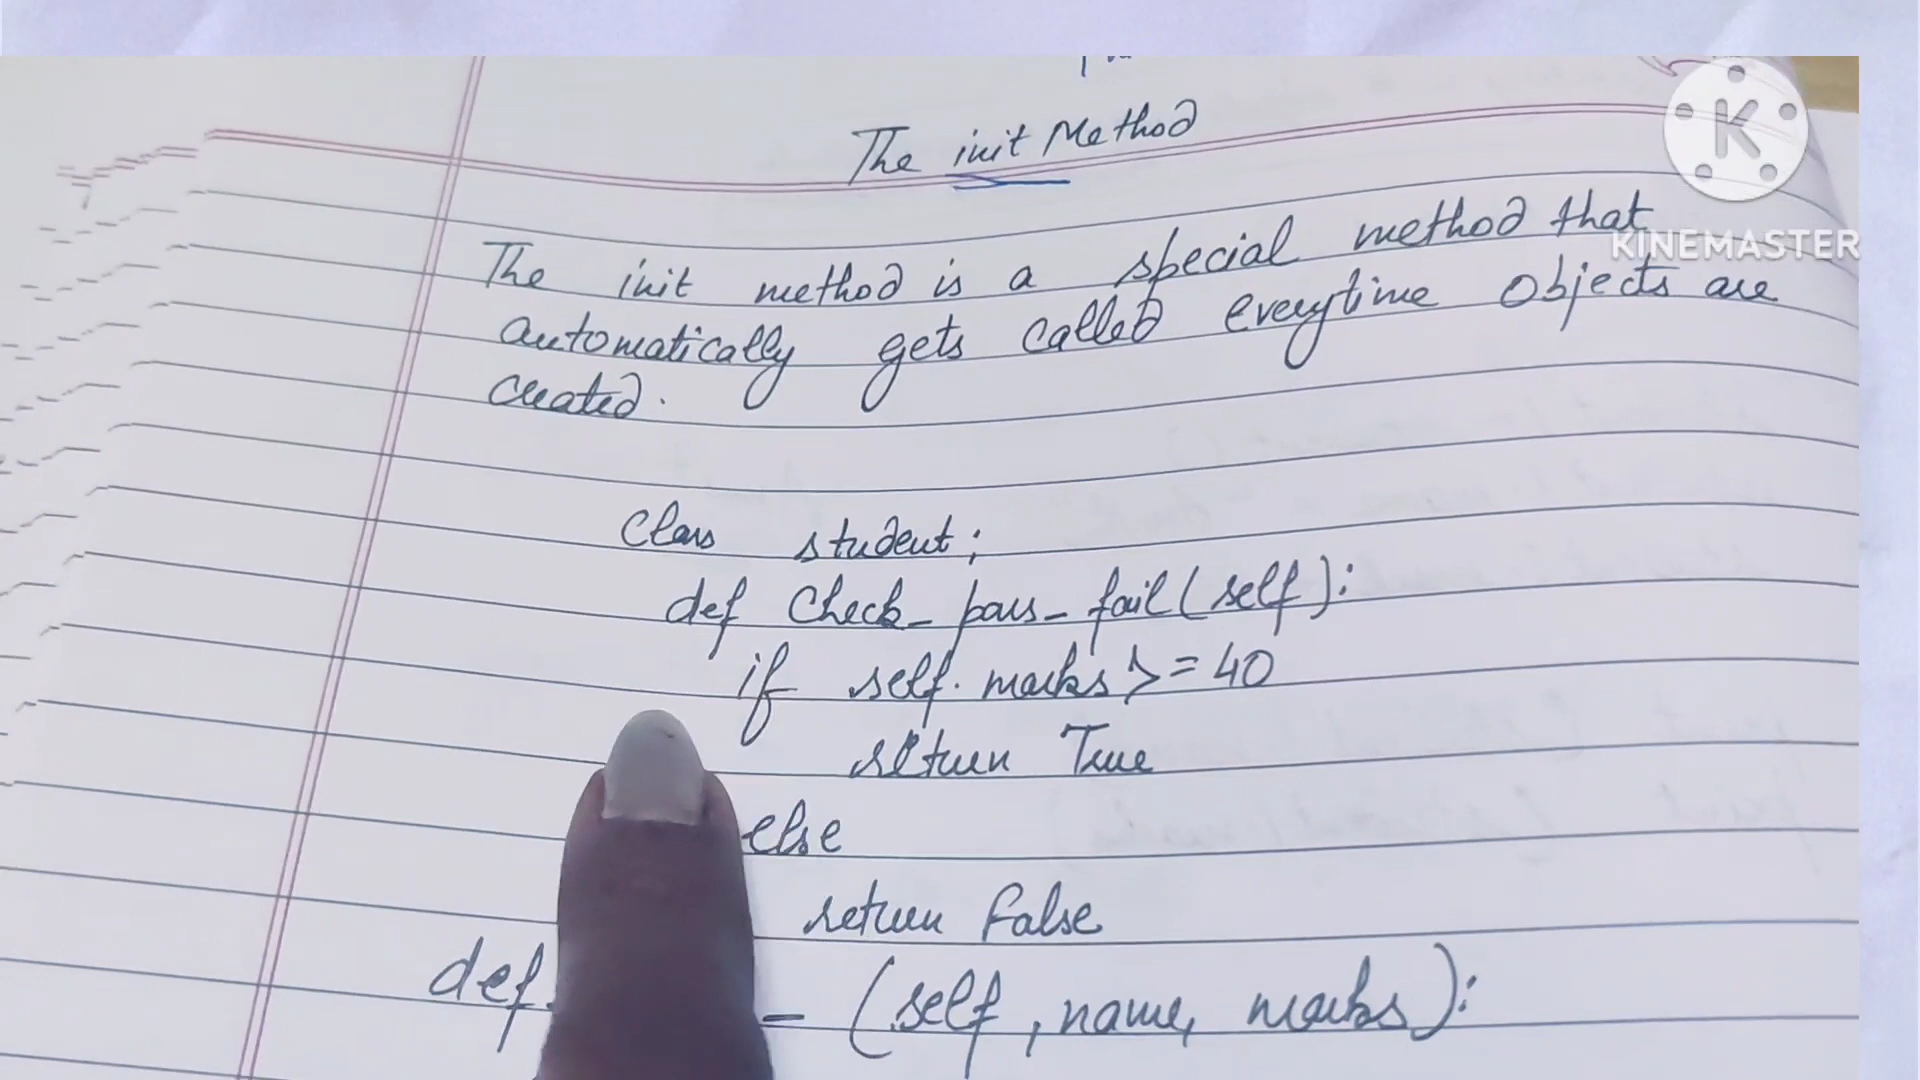 The init Method
The init method is a special method that
automatically gets called everytime objects are
created.
Class student;
def Check_pass_fail(self):
if self.marks>=40
return True
else
return False
def _ (self, name, marks):
K
KINEMASTER